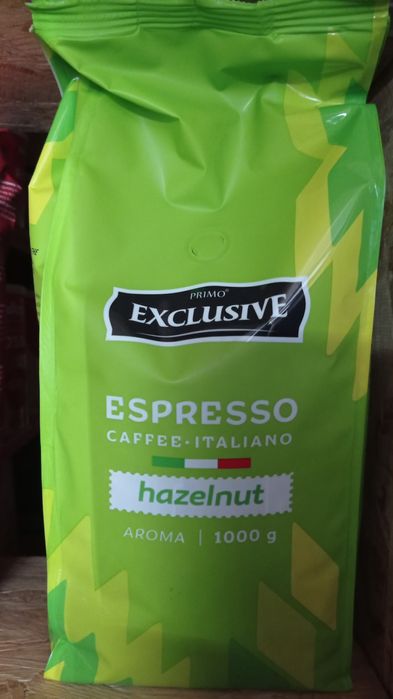 PRIMO®
EXCLUSIVE
ESPRESSO
CAFFEE·ITALIANO
hazelnut
AROMA | 1000 g